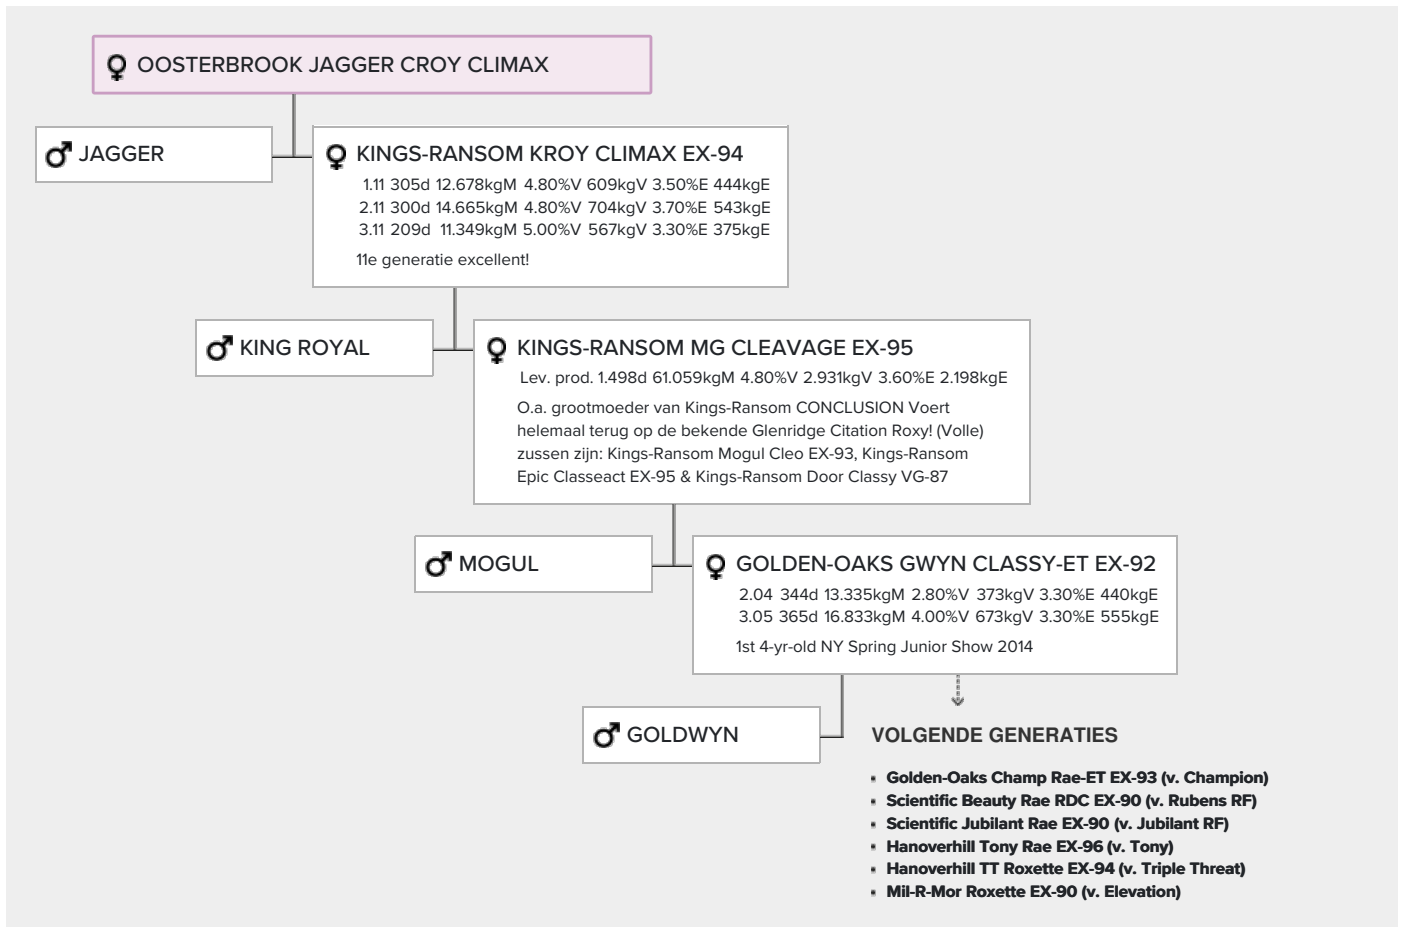 OOSTERBROOK JAGGER CROY CLIMAX
JAGGER
KINGS-RANSOM KROY CLIMAX EX-94
1.11 305d 12.678kgM 4.80%V 609kgV 3.50%E 444kgE
2.11 300d 14.665kgM 4.80%V 704kgV 3.70%E 543kgE
3.11 209d 11.349kgM 5.00%V 567kgV 3.30%E 375kgE
11e generatie excellent!
KING ROYAL
KINGS-RANSOM MG CLEAVAGE EX-95
Lev. prod. 1.498d 61.059kgM 4.80%V 2.931kgV 3.60%E 2.198kgE
O.a. grootmoeder van Kings-Ransom CONCLUSION Voert
helemaal terug op de bekende Glenridge Citation Roxy! (Volle)
zussen zijn: Kings-Ransom Mogul Cleo EX-93, Kings-Ransom
Epic Classeact EX-95 & Kings-Ransom Door Classy VG-87
MOGUL
GOLDEN-OAKS GWYN CLASSY-ET EX-92
2.04 344d 13.335kgM 2.80%V 373kgV 3.30%E 440kgE
3.05 365d 16.833kgM 4.00%V 673kgV 3.30%E 555kgE
1st 4-yr-old NY Spring Junior Show 2014
GOLDWYN
VOLGENDE GENERATIES
Golden-Oaks Champ Rae-ET EX-93 (v. Champion)
Scientific Beauty Rae RDC EX-90 (v. Rubens RF)
Scientific Jubilant Rae EX-90 (v. Jubilant RF)
Hanoverhill Tony Rae EX-96 (v. Tony)
Hanoverhill TT Roxette EX-94 (v. Triple Threat)
Mil-R-Mor Roxette EX-90 (v. Elevation)